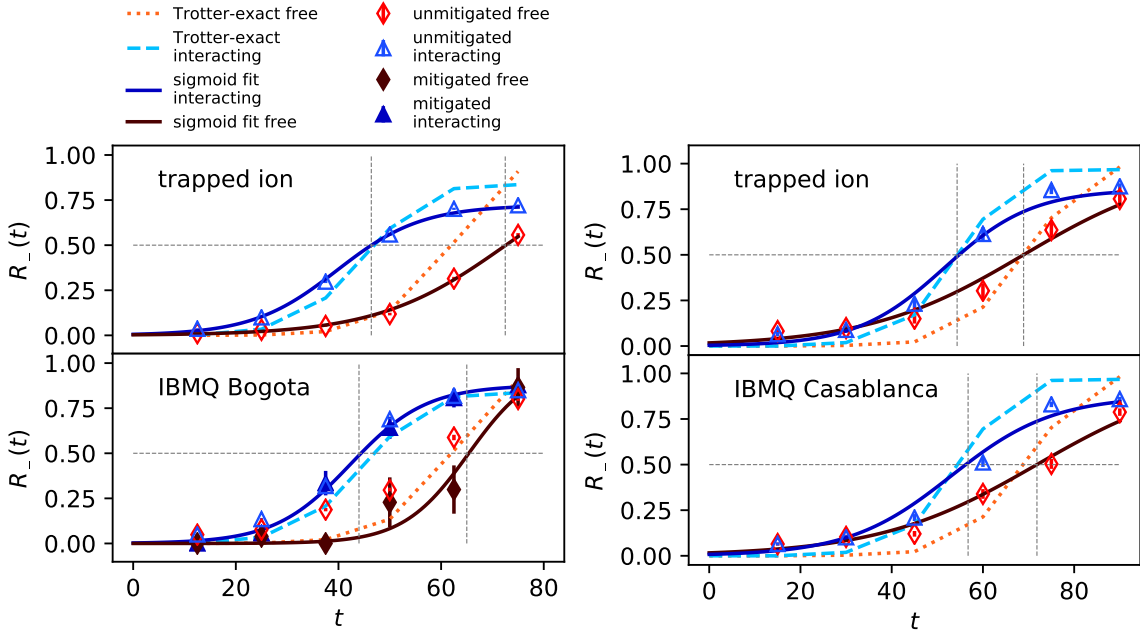 Trotter-exact free
Trotter-exact
interacting
sigmoid fit
interacting
sigmoid fit free
unmitigated free
unmitigated
interacting
mitigated free
mitigated
interacting
1.00
0.75
0.50
0.25
0.00
R_(t)
trapped ion
1.00
0.75
0.50
0.25
0.00
R_(t)
IBMQ Bogota
0 20 40 60 80
t
1.00
0.75
0.50
0.25
0.00
R_(t)
trapped ion
1.00
0.75
0.50
0.25
0.00
R_(t)
IBMQ Casablanca
0 20 40 60 80
t